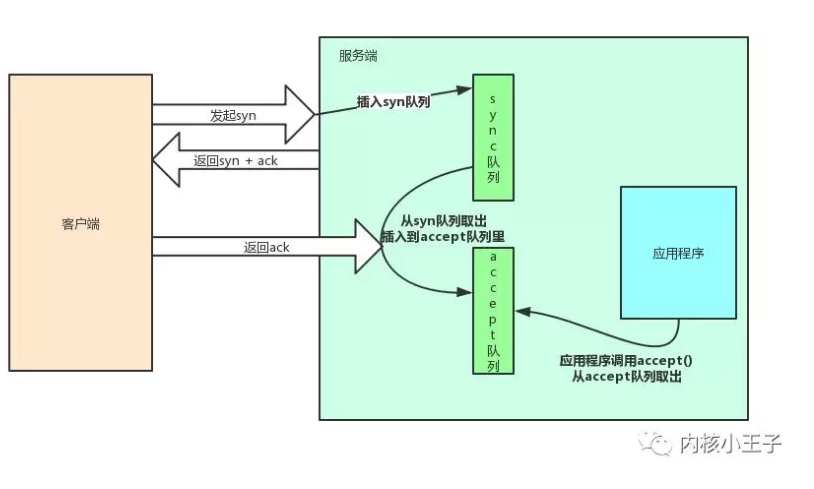 服务端
发起syn
插入syn队列
sync队列
返回syn + ack
客户端
从syn队列取出
插入到accept队列里
返回ack
应用程序
accept队列
应用程序调用accept()
从accept队列取出
内核小王子